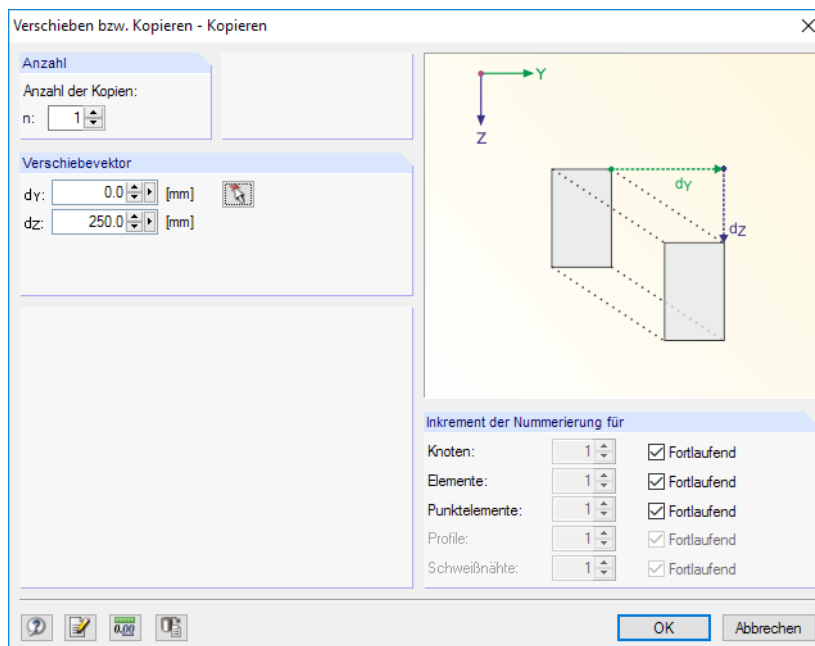 Verschieben bzw. Kopieren - Kopieren
Anzahl
Anzahl der Kopien:
n: 1
Verschiebevektor
dY: 0.0 [mm]
dZ: 250.0 [mm]
Y
Z
dY
dZ
Inkrement der Nummerierung für
Knoten: 1 Fortlaufend
Elemente: 1 Fortlaufend
Punktelemente: 1 Fortlaufend
Profile: 1 Fortlaufend
Schweißnähte: 1 Fortlaufend
0.00
OK Abbrechen